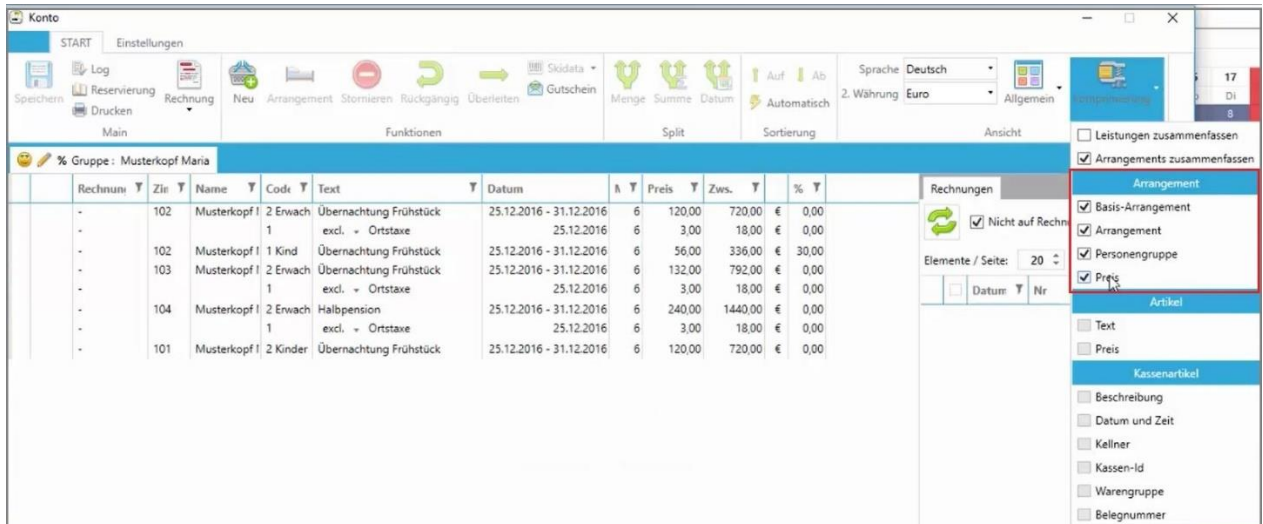 Konto
START Einstellungen
Speichern Log Reservierung Drucken Rechnung
Neu Arrangement Stornieren Rückgängig Überleiten Skidata Gutschein
Menge Summe Datum
Auf Ab Automatisch
Sprache Deutsch
2. Währung Euro
Allgemein
Main Funktionen Split Sortierung Ansicht
17
Di
8
% Gruppe : Musterkopf Maria
Rechnun Zin Name Code Text Datum Preis Zws. %
- 102 Musterkopf 2 Erwach Übernachtung Frühstück 25.12.2016 - 31.12.2016 6 120,00 720,00 € 0,00
- 1 excl. Ortstaxe 25.12.2016 6 3,00 18,00 € 0,00
- 102 Musterkopf 1 Kind Übernachtung Frühstück 25.12.2016 - 31.12.2016 6 56,00 336,00 € 30,00
- 103 Musterkopf 2 Erwach Übernachtung Frühstück 25.12.2016 - 31.12.2016 6 132,00 792,00 € 0,00
- 1 excl. Ortstaxe 25.12.2016 6 3,00 18,00 € 0,00
- 104 Musterkopf 2 Erwach Halbpension 25.12.2016 - 31.12.2016 6 240,00 1440,00 € 0,00
- 1 excl. Ortstaxe 25.12.2016 6 3,00 18,00 € 0,00
- 101 Musterkopf 2 Kinder Übernachtung Frühstück 25.12.2016 - 31.12.2016 6 120,00 720,00 € 0,00
Rechnungen
Nicht auf Rechn
Elemente / Seite: 20
Datum Nr
Leistungen zusammenfassen
Arrangements zusammenfassen
Arrangement
Basis-Arrangement
Arrangement
Personengruppe
Preis
Artikel
Text
Preis
Kassenartikel
Beschreibung
Datum und Zeit
Kellner
Kassen-Id
Warengruppe
Belegnummer